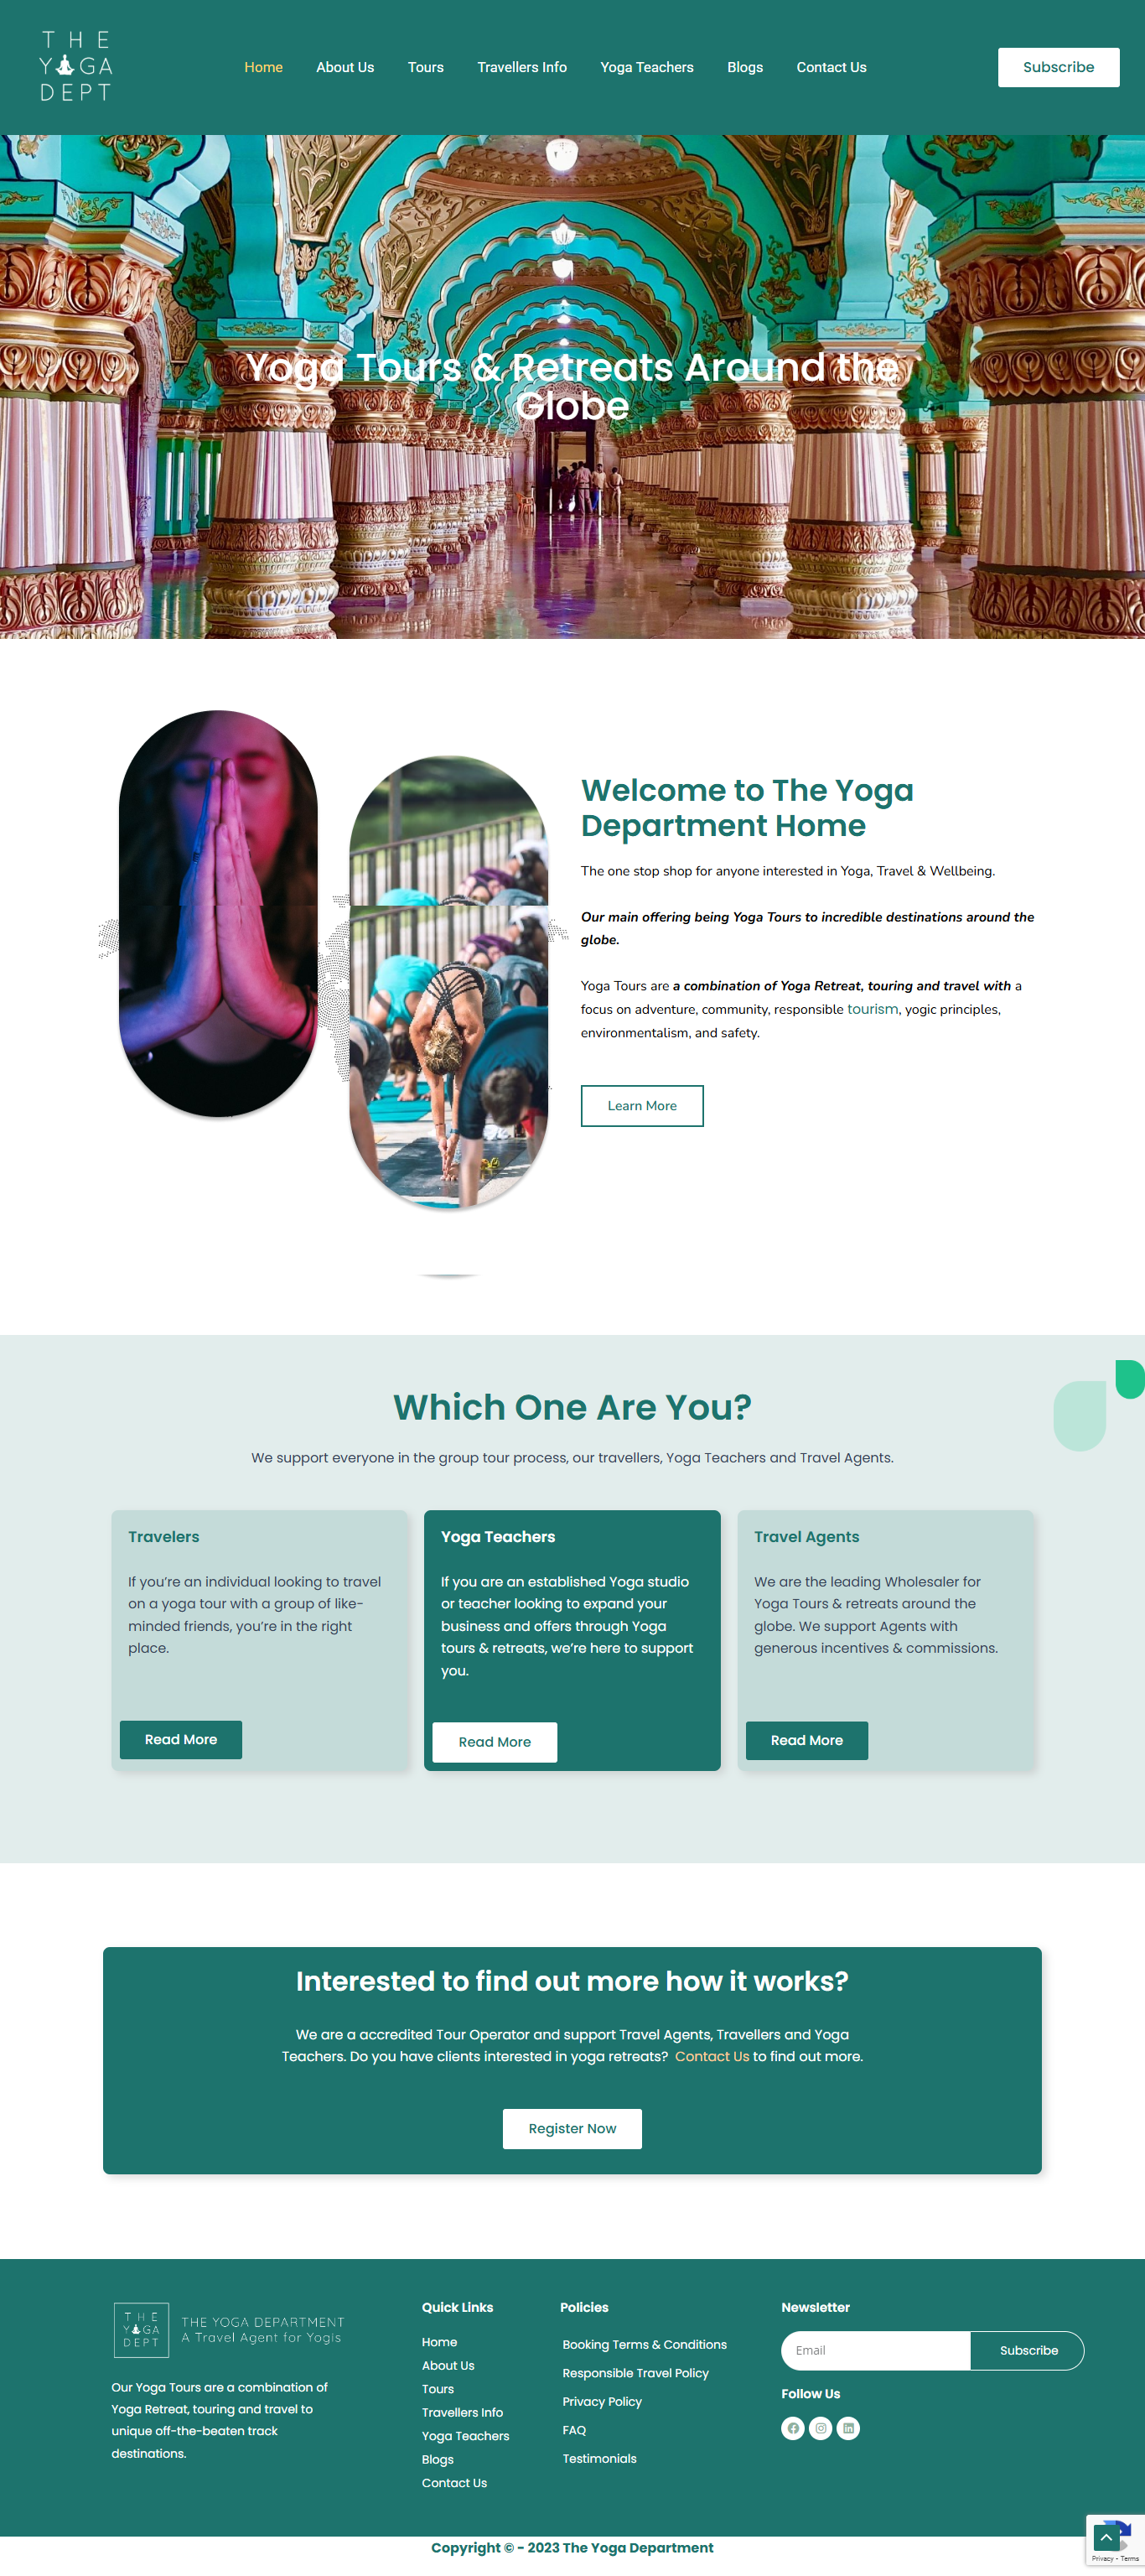 THE
YOGA
DEPT
Home About Us Tours Travellers Info Yoga Teachers Blogs Contact Us
Subscribe
Yoga Tours & Retreats Around the
Globe
Welcome to The Yoga
Department Home
The one stop shop for anyone interested in Yoga, Travel & Wellbeing.
Our main offering being Yoga Tours to incredible destinations around the
globe.
Yoga Tours are a combination of Yoga Retreat, touring and travel with a
focus on adventure, community, responsible tourism, yogic principles,
environmentalism, and safety.
Learn More
Which One Are You?
We support everyone in the group tour process, our travellers, Yoga Teachers and Travel Agents.
Travelers
If you’re an individual looking to travel
on a yoga tour with a group of like-
minded friends, you’re in the right
place.
Read More
Yoga Teachers
If you are an established Yoga studio
or teacher looking to expand your
business and offers through Yoga
tours & retreats, we’re here to support
you.
Read More
Travel Agents
We are the leading Wholesaler for
Yoga Tours & retreats around the
globe. We support Agents with
generous incentives & commissions.
Read More
Interested to find out more how it works?
We are a accredited Tour Operator and support Travel Agents, Travellers and Yoga
Teachers. Do you have clients interested in yoga retreats? Contact Us to find out more.
Register Now
THE
YOGA
DEPT
THE YOGA DEPARTMENT
A Travel Agent for Yogis
Our Yoga Tours are a combination of
Yoga Retreat, touring and travel to
unique off-the-beaten track
destinations.
Quick Links
Home
About Us
Tours
Travellers Info
Yoga Teachers
Blogs
Contact Us
Policies
Booking Terms & Conditions
Responsible Travel Policy
Privacy Policy
FAQ
Testimonials
Newsletter
Email
Subscribe
Follow Us
Copyright © - 2023 The Yoga Department
Privacy - Terms